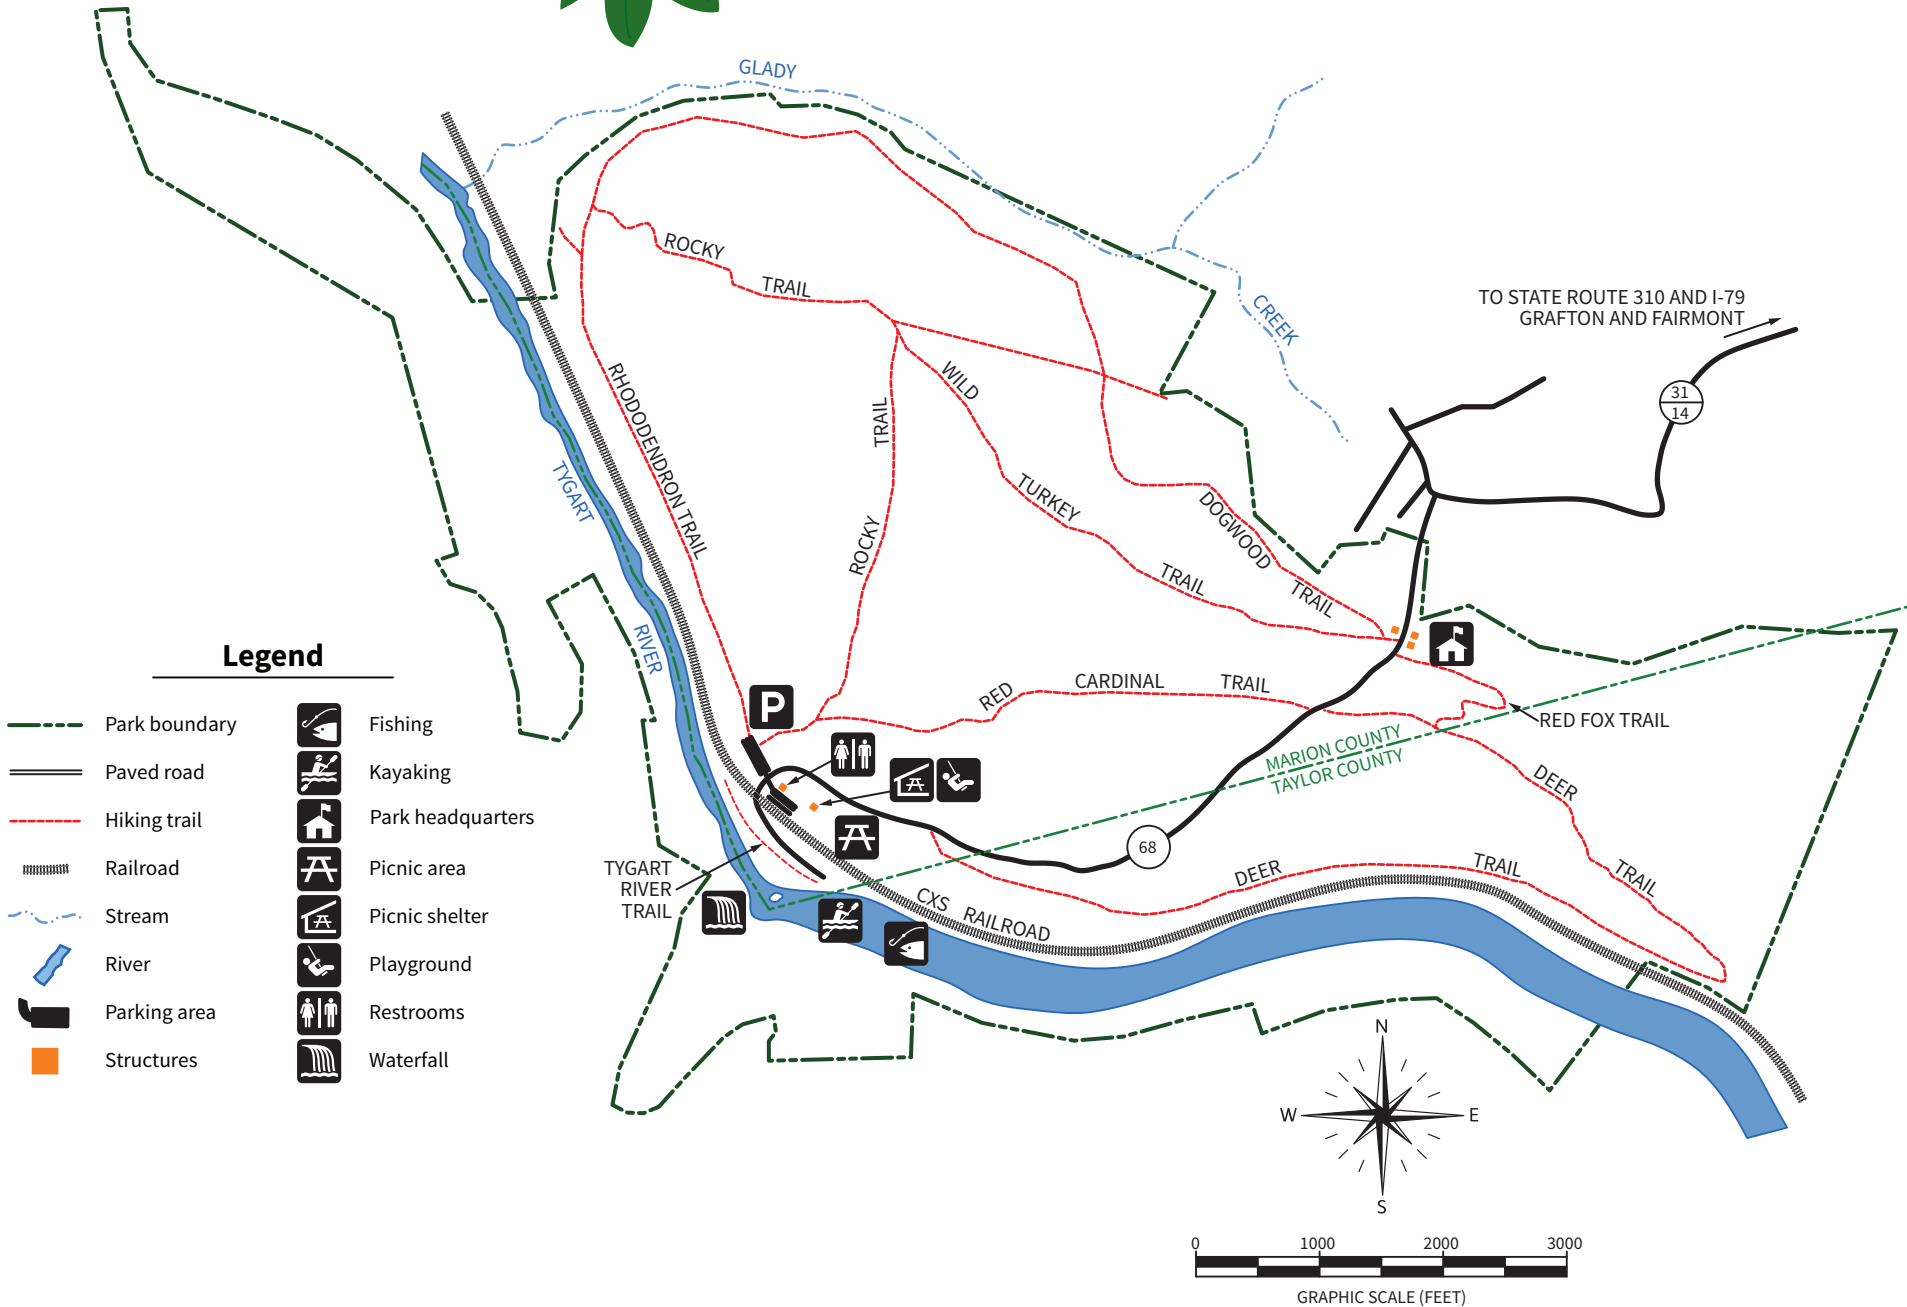 GLADY
CREEK
ROCKY
TRAIL
TO STATE ROUTE 310 AND I-79
GRAFTON AND FAIRMONT
31
14
RHODODENDRON TRAIL
WILD
TURKEY
TRAIL
ROCKY
TRAIL
DOGWOOD
TRAIL
TYGART
RIVER
RED
CARDINAL
TRAIL
RED FOX TRAIL
MARION COUNTY
TAYLOR COUNTY
P
68
DEER
TRAIL
DEER
TRAIL
TYGART
RIVER
TRAIL
CXS RAILROAD
Legend
Park boundary
Paved road
Hiking trail
Railroad
Stream
River
Parking area
Structures
Fishing
Kayaking
Park headquarters
Picnic area
Picnic shelter
Playground
Restrooms
Waterfall
N
W
E
S
0 1000 2000 3000
GRAPHIC SCALE (FEET)